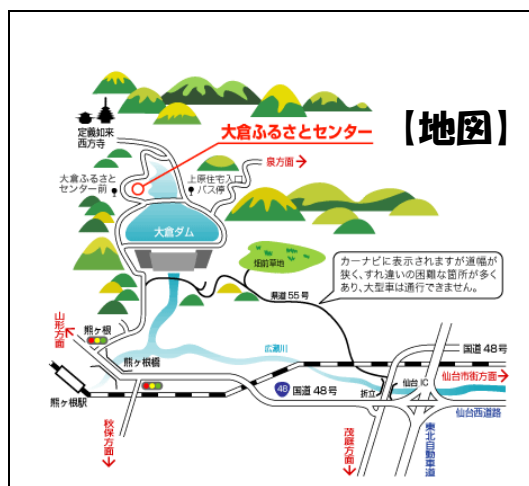 【地図】
定義如来
西方寺
大倉ふるさとセンター
泉方面
大倉ふるさと
センター前
上原住宅入口
バス停
大倉ダム
畑前草地
カーナビに表示されますが道幅が
狭く、すれ違いの困難な箇所が多く
あり、大型車は通行できません。
県道55号
山形方面
熊ヶ根
熊ヶ根橋
広瀬川
国道48号
仙台市街方面
熊ヶ根駅
48 国道48号
折立
仙台IC
仙台西道路
秋保方面
茂庭方面
東北自動車道